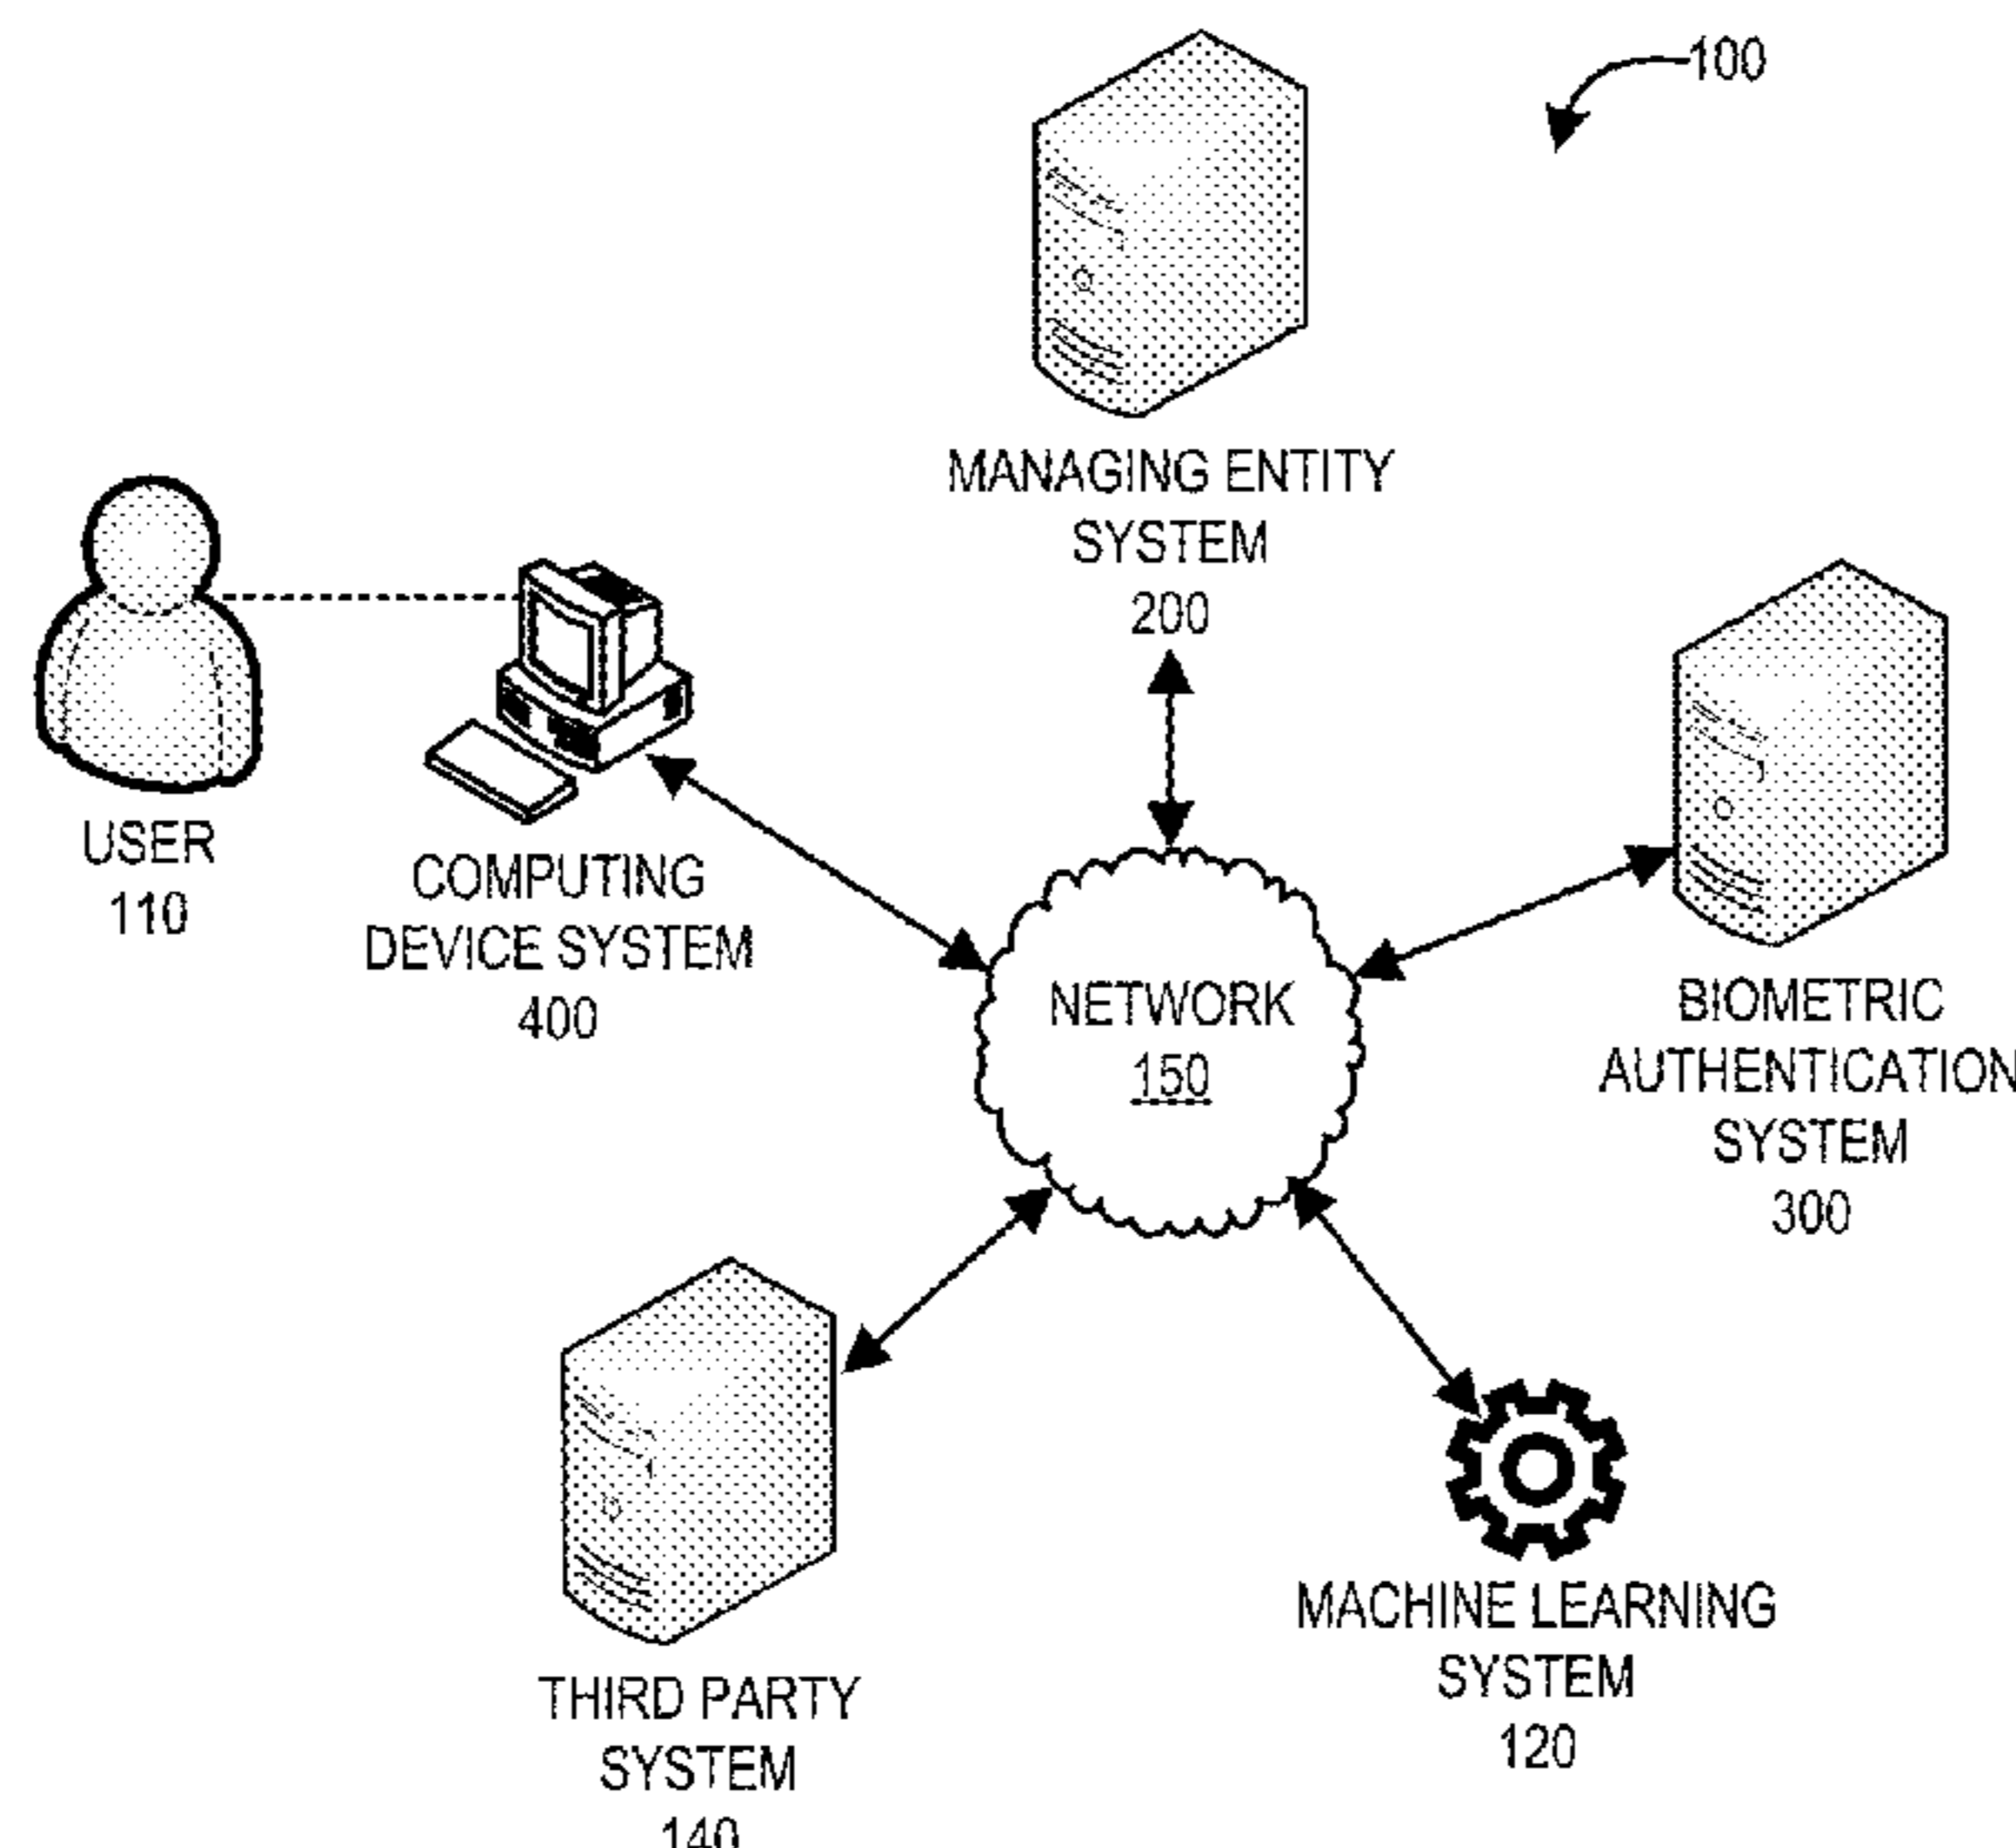 100
MANAGING ENTITY
SYSTEM
200
USER
110
COMPUTING
DEVICE SYSTEM
400
NETWORK
150
BIOMETRIC
AUTHENTICATION
SYSTEM
300
THIRD PARTY
SYSTEM
140
MACHINE LEARNING
SYSTEM
120